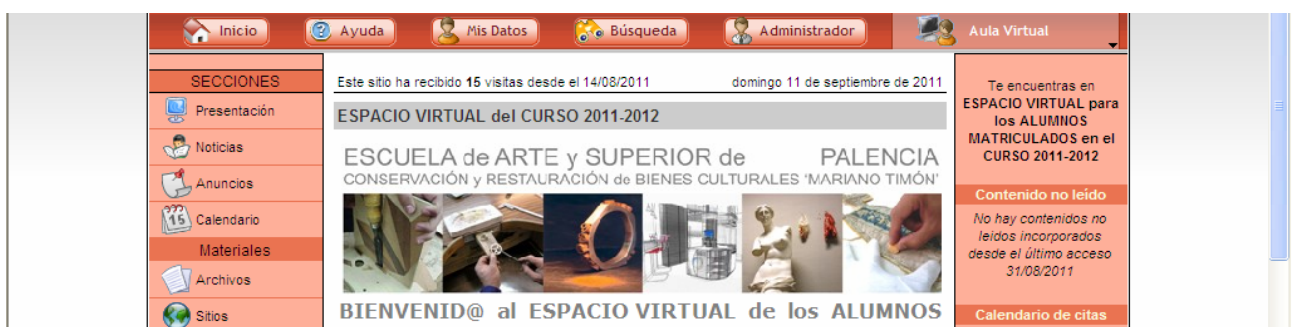 Inicio
Ayuda
Mis Datos
Búsqueda
Administrador
Aula Virtual
SECCIONES
Presentación
Noticias
Anuncios
15
Calendario
Materiales
Archivos
Sitios
Este sitio ha recibido 15 visitas desde el 14/08/2011
domingo 11 de septiembre de 2011
ESPACIO VIRTUAL del CURSO 2011-2012
ESCUELA de ARTE y SUPERIOR de PALENCIA
CONSERVACIÓN y RESTAURACIÓN de BIENES CULTURALES 'MARIANO TIMÓN'
BIENVENID@ al ESPACIO VIRTUAL de los ALUMNOS
Te encuentras en
ESPACIO VIRTUAL para
los ALUMNOS
MATRICULADOS en el
CURSO 2011-2012
Contenido no leído
No hay contenidos no
leidos incorporados
desde el último acceso
31/08/2011
Calendario de citas